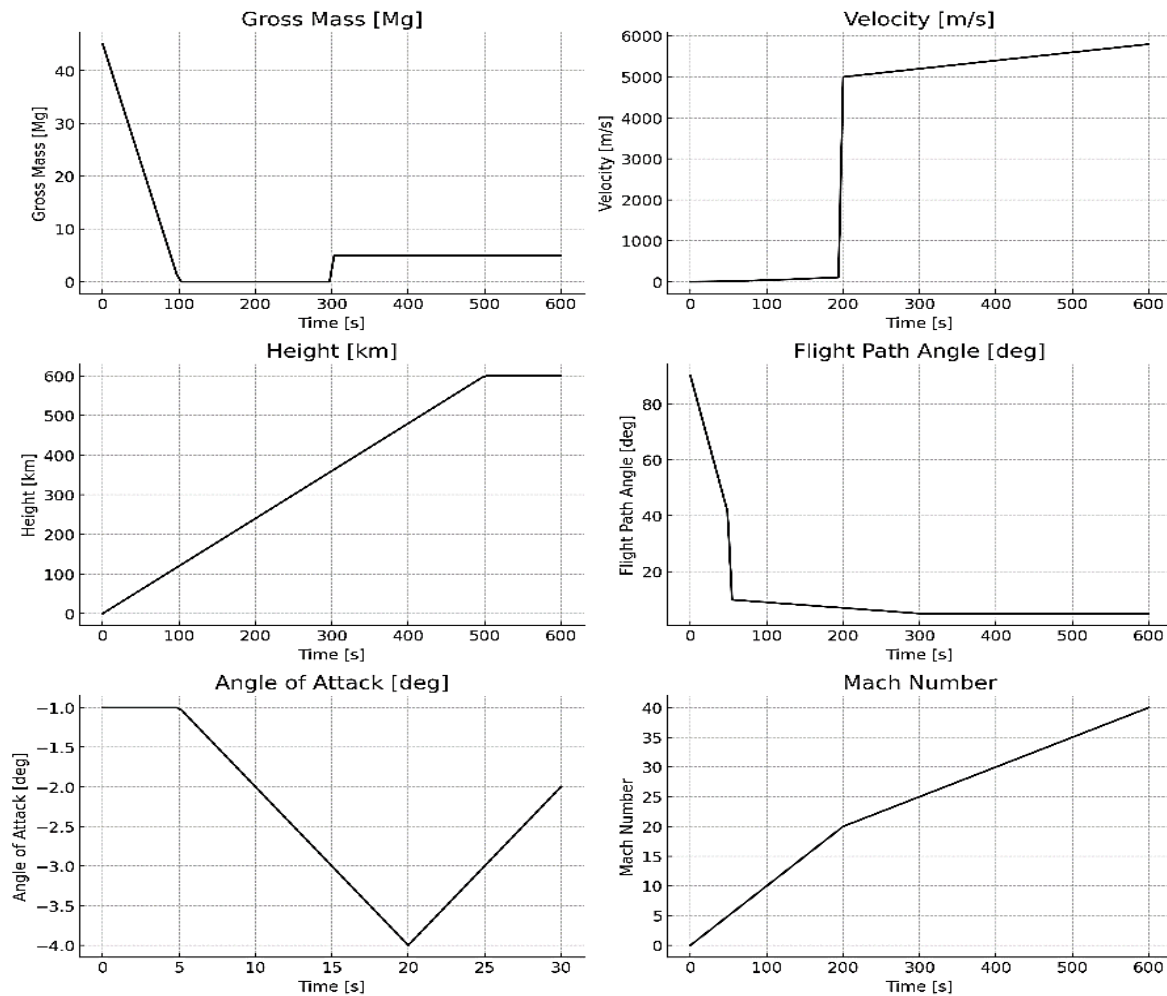 Gross Mass [Mg]
Gross Mass [Mg]
40
30
20
10
0
0 100 200 300 400 500 600
Time [s]
Velocity [m/s]
Velocity [m/s]
6000
5000
4000
3000
2000
1000
0
0 100 200 300 400 500 600
Time [s]
Height [km]
Height [km]
600
500
400
300
200
100
0
0 100 200 300 400 500 600
Time [s]
Flight Path Angle [deg]
Flight Path Angle [deg]
80
60
40
20
0 100 200 300 400 500 600
Time [s]
Angle of Attack [deg]
Angle of Attack [deg]
−1.0
−1.5
−2.0
−2.5
−3.0
−3.5
−4.0
0 5 10 15 20 25 30
Time [s]
Mach Number
Mach Number
40
35
30
25
20
15
10
5
0
0 100 200 300 400 500 600
Time [s]